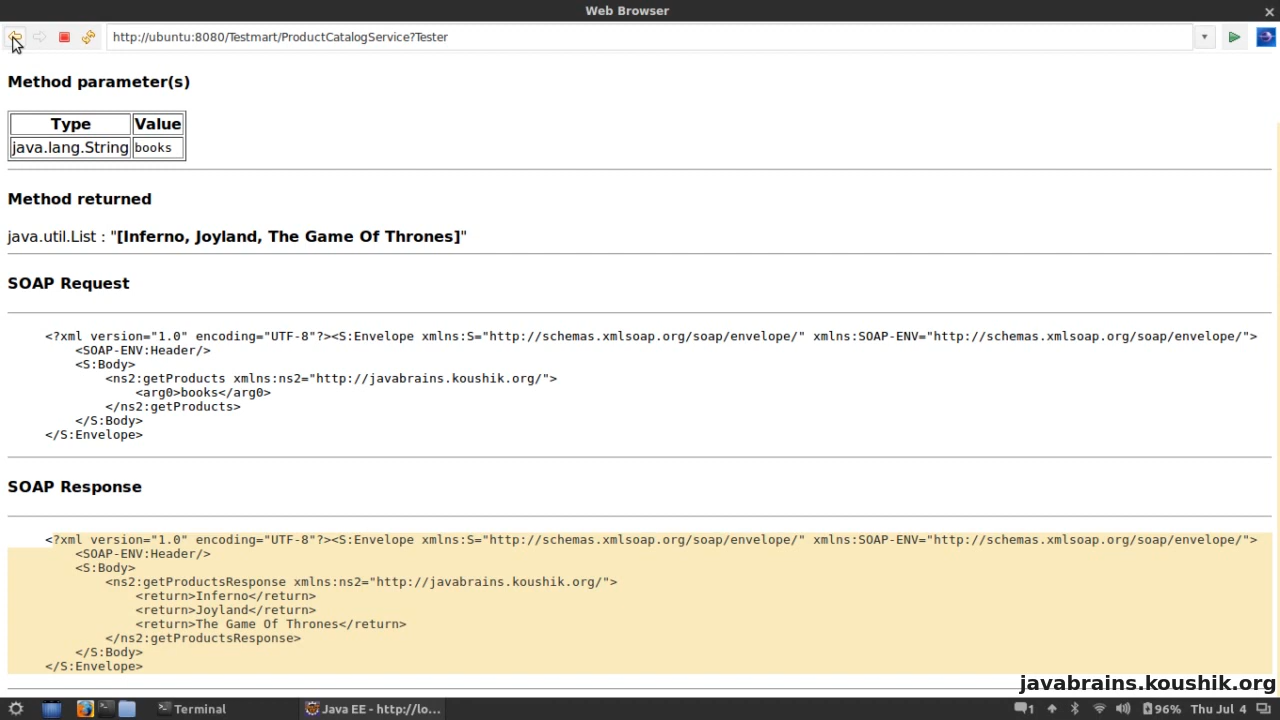 Web Browser
http://ubuntu:8080/Testmart/ProductCatalogService?Tester
Method parameter(s)
Type Value
java.lang.String books
Method returned
java.util.List : "[Inferno, Joyland, The Game Of Thrones]"
SOAP Request
<?xml version="1.0" encoding="UTF-8"?><S:Envelope xmlns:S="http://schemas.xmlsoap.org/soap/envelope/" xmlns:SOAP-ENV="http://schemas.xmlsoap.org/soap/envelope/">
<SOAP-ENV:Header/>
<S:Body>
<ns2:getProducts xmlns:ns2="http://javabrains.koushik.org/">
<arg0>books</arg0>
</ns2:getProducts>
</S:Body>
</S:Envelope>
SOAP Response
<?xml version="1.0" encoding="UTF-8"?><S:Envelope xmlns:S="http://schemas.xmlsoap.org/soap/envelope/" xmlns:SOAP-ENV="http://schemas.xmlsoap.org/soap/envelope/">
<SOAP-ENV:Header/>
<S:Body>
<ns2:getProductsResponse xmlns:ns2="http://javabrains.koushik.org/">
<return>Inferno</return>
<return>Joyland</return>
<return>The Game Of Thrones</return>
</ns2:getProductsResponse>
</S:Body>
</S:Envelope>
javabrains.koushik.org
Terminal
Java EE - http://lo...
1
96%
Thu Jul 4